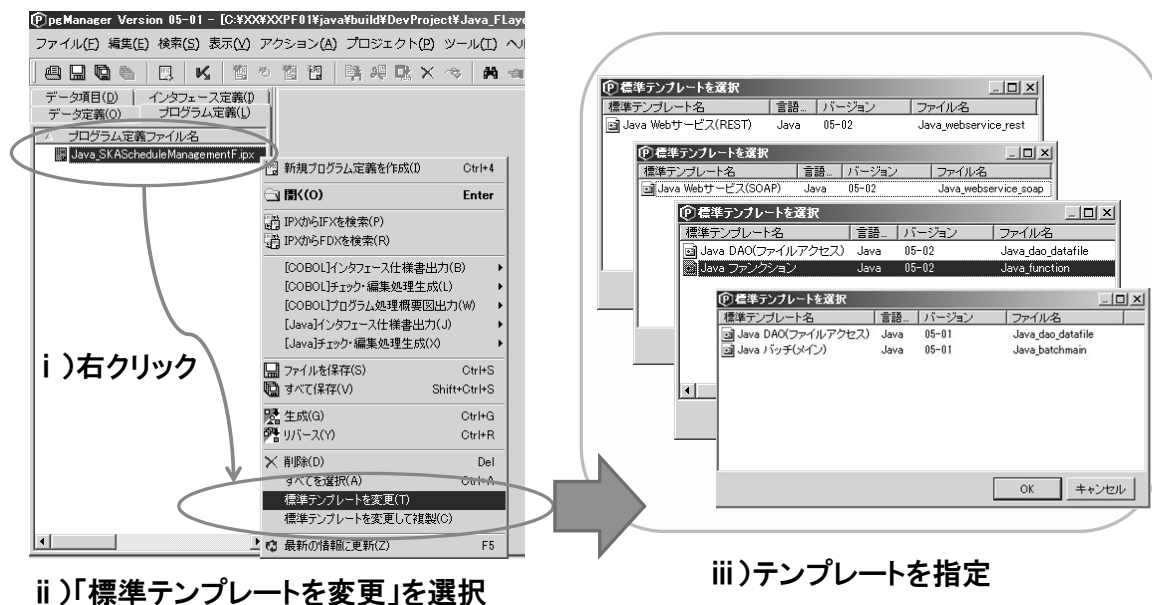 pgManager Version 05-01 - [C:¥XX¥XXPF01¥java¥build¥DevProject¥Java_FLaye
ファイル(F) 編集(E) 検索(S) 表示(V) アクション(A) プロジェクト(P) ツール(T) ヘル
データ項目(D) インタフェース定義(I)
データ定義(O) プログラム定義(L)
プログラム定義ファイル名
Java_SKAScheduleManagementF.ipx
新規プログラム定義を作成(I) Ctrl+4
開く(O) Enter
IPXからIFXを検索(P)
IPXからFDXを検索(R)
[COBOL]インタフェース仕様書出力(B)
[COBOL]チェック・編集処理生成(L)
[COBOL]プログラム処理概要図出力(W)
[Java]インタフェース仕様書出力(J)
[Java]チェック・編集処理生成(X)
ファイルを保存(S) Ctrl+S
すべて保存(V) Shift+Ctrl+S
生成(G) Ctrl+G
リバース(Y) Ctrl+R
削除(D) Del
すべてを選択(A) Ctrl+A
標準テンプレートを変更(T)
標準テンプレートを変更して複製(C)
最新の情報に更新(Z) F5
ⅰ)右クリック
ⅱ)「標準テンプレートを変更」を選択
標準テンプレートを選択
標準テンプレート名 言語... バージョン ファイル名
Java Webサービス(REST) Java 05-02 Java_webservice_rest
標準テンプレートを選択
標準テンプレート名 言語... バージョン ファイル名
Java Webサービス(SOAP) Java 05-02 Java_webservice_soap
標準テンプレートを選択
標準テンプレート名 言語... バージョン ファイル名
Java DAO(ファイルアクセス) Java 05-02 Java_dao_datafile
Java ファンクション Java 05-02 Java_function
標準テンプレートを選択
標準テンプレート名 言語... バージョン ファイル名
Java DAO(ファイルアクセス) Java 05-01 Java_dao_datafile
Java バッチ(メイン) Java 05-01 Java_batchmain
OK キャンセル
ⅲ)テンプレートを指定